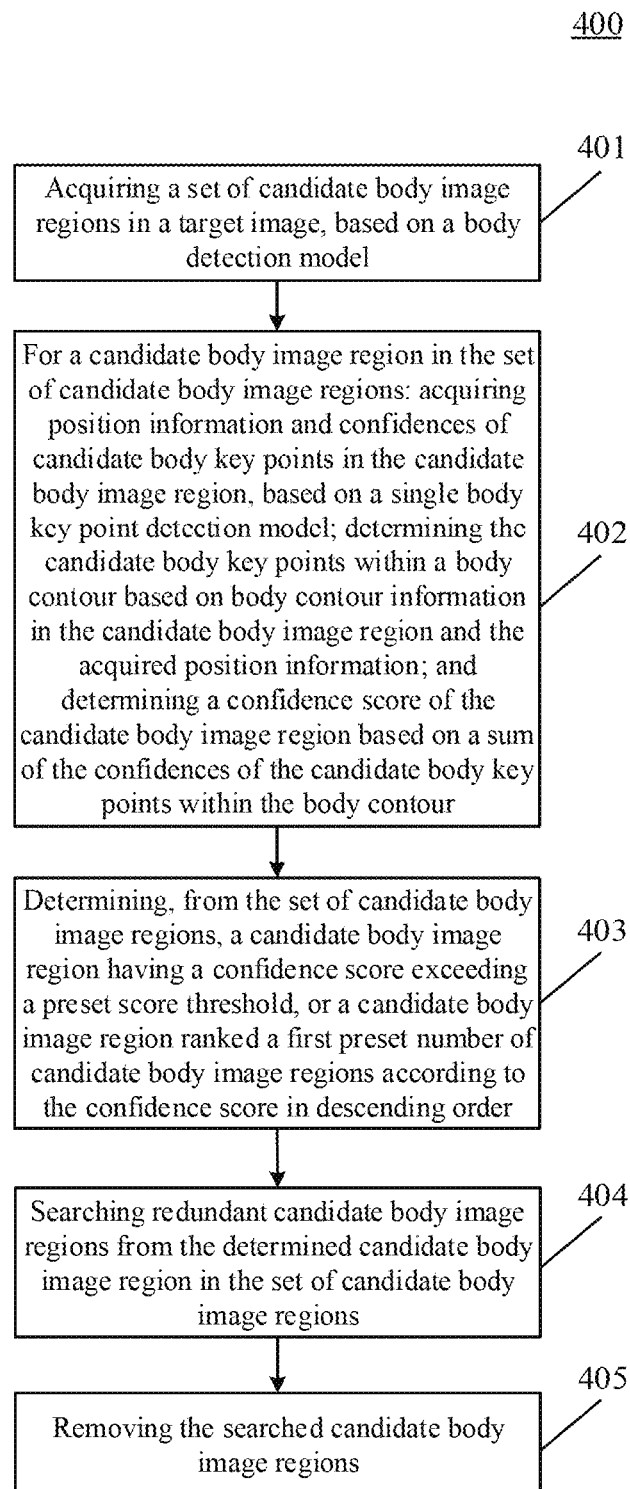 400
401
Acquiring a set of candidate body image
regions in a target image, based on a body
detection model
402
For a candidate body image region in the set
of candidate body image regions: acquiring
position information and confidences of
candidate body key points in the candidate
body image region, based on a single body
key point detection model; determining the
candidate body key points within a body
contour based on body contour information
in the candidate body image region and the
acquired position information; and
determining a confidence score of the
candidate body image region based on a sum
of the confidences of the candidate body key
points within the body contour
403
Determining, from the set of candidate body
image regions, a candidate body image
region having a confidence score exceeding
a preset score threshold, or a candidate body
image region ranked a first preset number of
candidate body image regions according to
the confidence score in descending order
404
Searching redundant candidate body image
regions from the determined candidate body
image region in the set of candidate body
image regions
405
Removing the searched candidate body
image regions